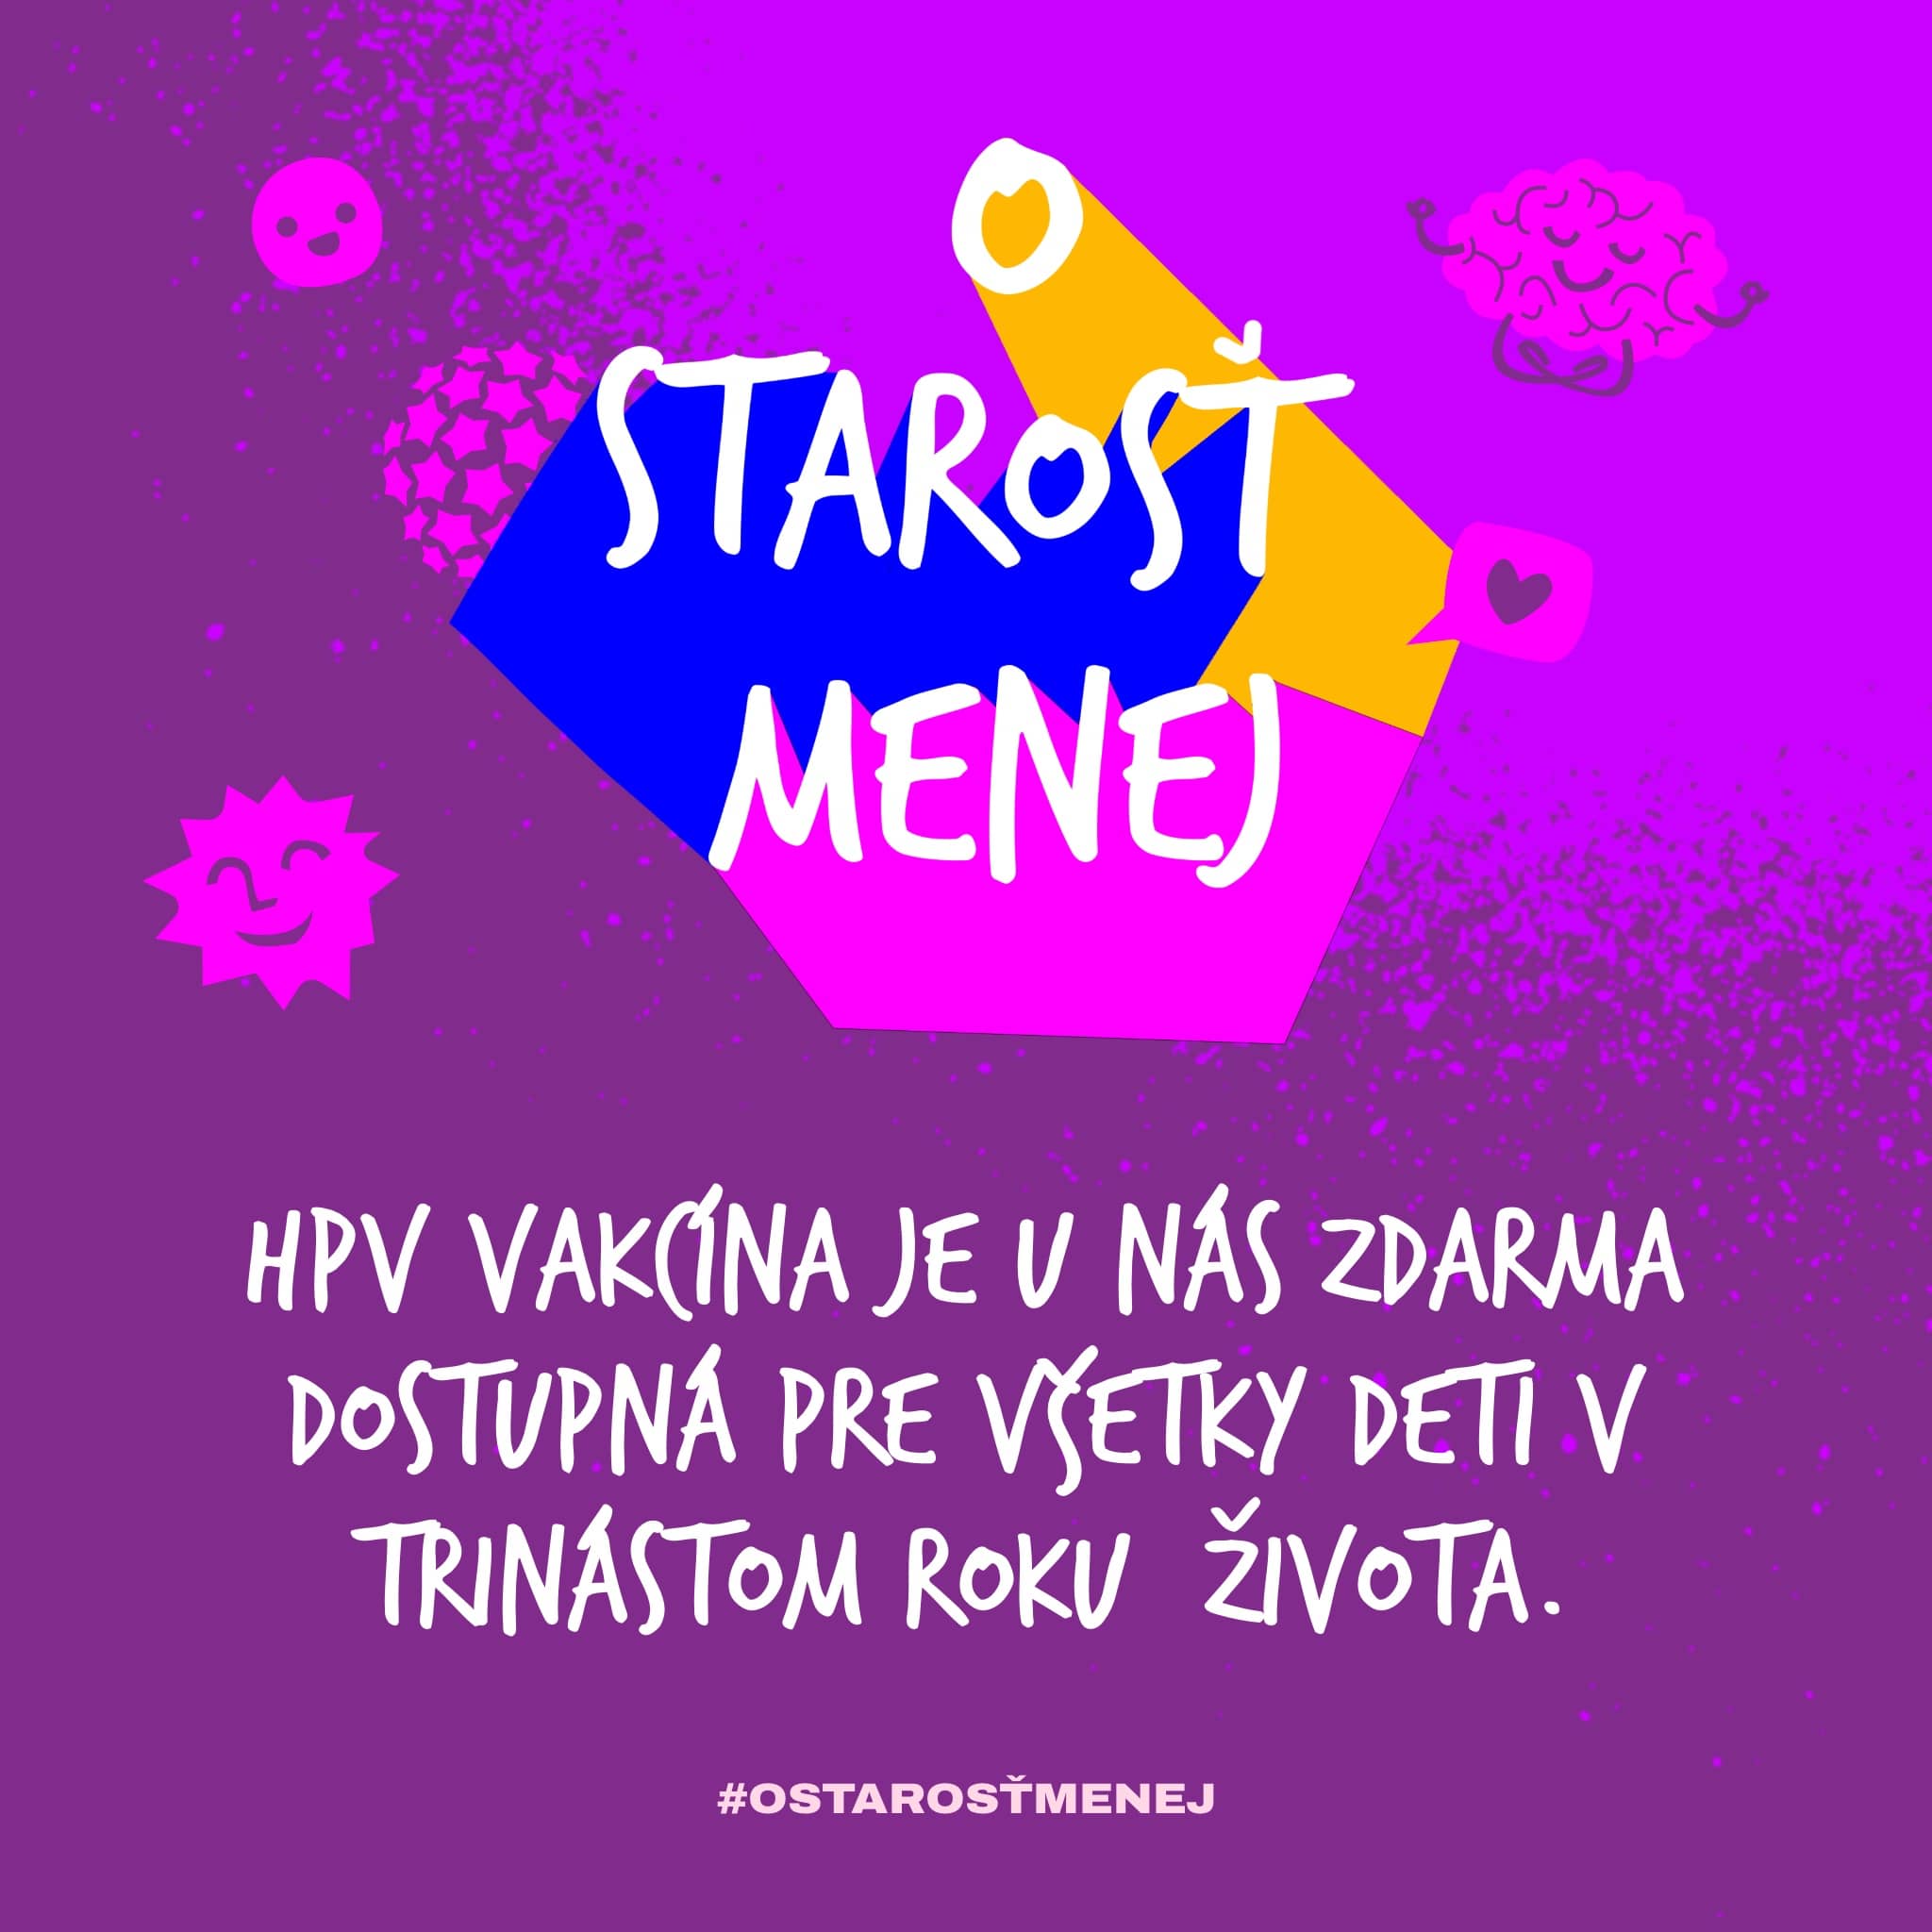 O
STAROSŤ
MENEJ
HPV VAKCÍNA JE U NÁS ZDARMA
DOSTUPNÁ PRE VŠETKY DETI V
TRINÁSTOM ROKU ŽIVOTA.
#OSTAROSŤMENEJ